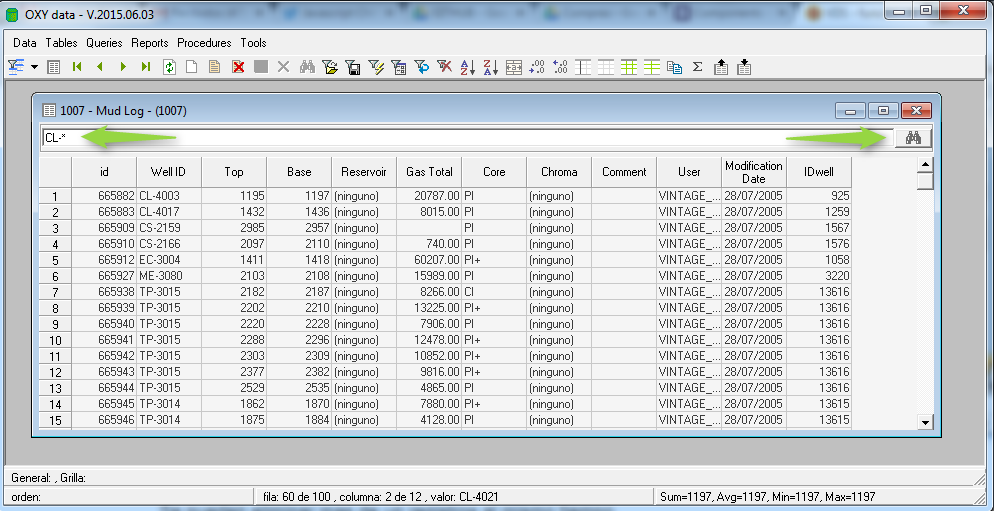 OXY data - V.2015.06.03
Data Tables Queries Reports Procedures Tools
1007 - Mud Log - (1007)
CL-*
id Well ID Top Base Reservoir Gas Total Core Chroma Comment User Modification Date IDwell
1 665882 CL-4003 1195 1197 (ninguno) 20787.00 PI (ninguno) VINTAGE_... 28/07/2005 925
2 665883 CL-4017 1432 1436 (ninguno) 8015.00 PI (ninguno) VINTAGE_... 28/07/2005 1259
3 665909 CS-2159 2985 2957 (ninguno) PI (ninguno) VINTAGE_... 28/07/2005 1567
4 665910 CS-2166 2097 2110 (ninguno) 740.00 PI (ninguno) VINTAGE_... 28/07/2005 1576
5 665912 EC-3004 1411 1418 (ninguno) 60207.00 PI+ (ninguno) VINTAGE_... 28/07/2005 1058
6 665927 ME-3080 2103 2108 (ninguno) 15989.00 PI (ninguno) VINTAGE_... 28/07/2005 3220
7 665938 TP-3015 2182 2187 (ninguno) 8266.00 CI (ninguno) VINTAGE_... 28/07/2005 13616
8 665939 TP-3015 2202 2210 (ninguno) 13225.00 PI+ (ninguno) VINTAGE_... 28/07/2005 13616
9 665940 TP-3015 2220 2228 (ninguno) 7906.00 PI (ninguno) VINTAGE_... 28/07/2005 13616
10 665941 TP-3015 2288 2296 (ninguno) 12478.00 PI+ (ninguno) VINTAGE_... 28/07/2005 13616
11 665942 TP-3015 2303 2309 (ninguno) 10852.00 PI+ (ninguno) VINTAGE_... 28/07/2005 13616
12 665943 TP-3015 2377 2382 (ninguno) 9816.00 PI+ (ninguno) VINTAGE_... 28/07/2005 13616
13 665944 TP-3015 2529 2535 (ninguno) 4865.00 PI (ninguno) VINTAGE_... 28/07/2005 13616
14 665945 TP-3014 1862 1870 (ninguno) 7880.00 PI+ (ninguno) VINTAGE_... 28/07/2005 13615
15 665946 TP-3014 1875 1884 (ninguno) 4128.00 PI (ninguno) VINTAGE_... 28/07/2005 13615
General: , Grilla:
orden: fila: 60 de 100 , columna: 2 de 12 , valor: CL-4021 Sum=1197, Avg=1197, Min=1197, Max=1197